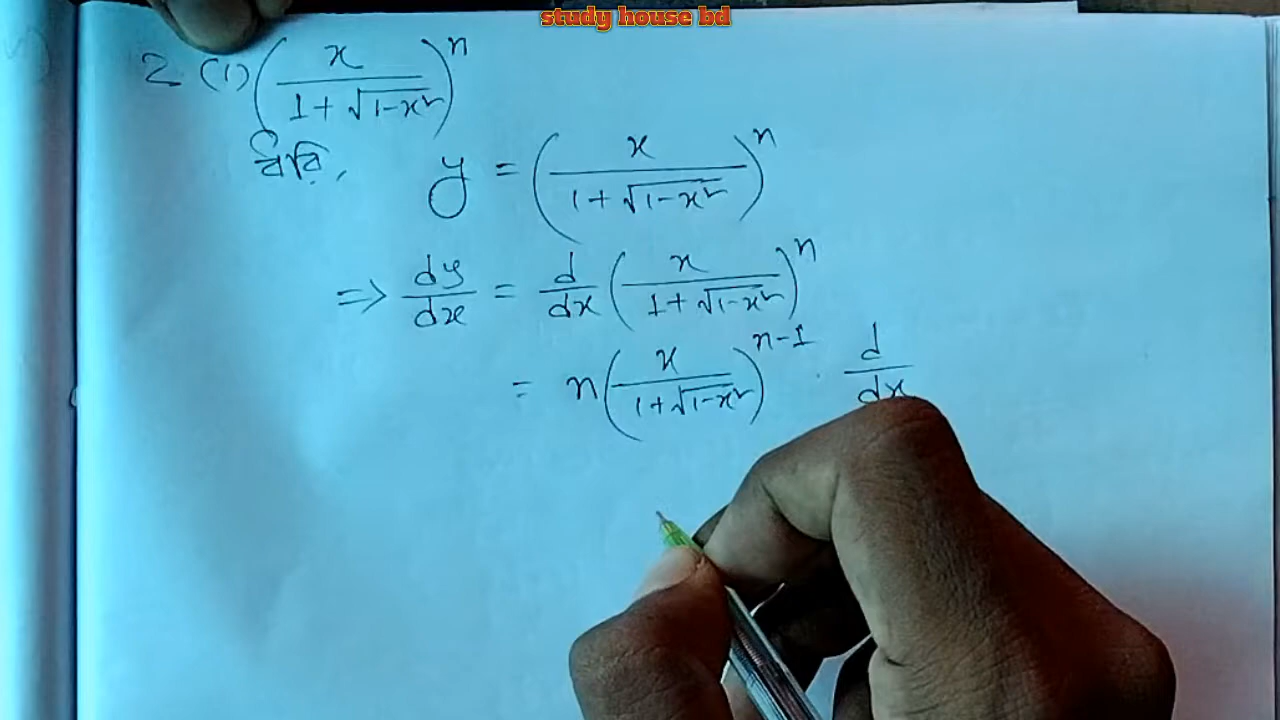 study house bd
2 (1) (x / (1+√(1-x²)))ⁿ
ধরি, y = (x / (1+√(1-x²)))ⁿ
=> dy/dx = d/dx (x / (1+√(1-x²)))ⁿ
= n(x / (1+√(1-x²)))ⁿ⁻¹ . d/dx